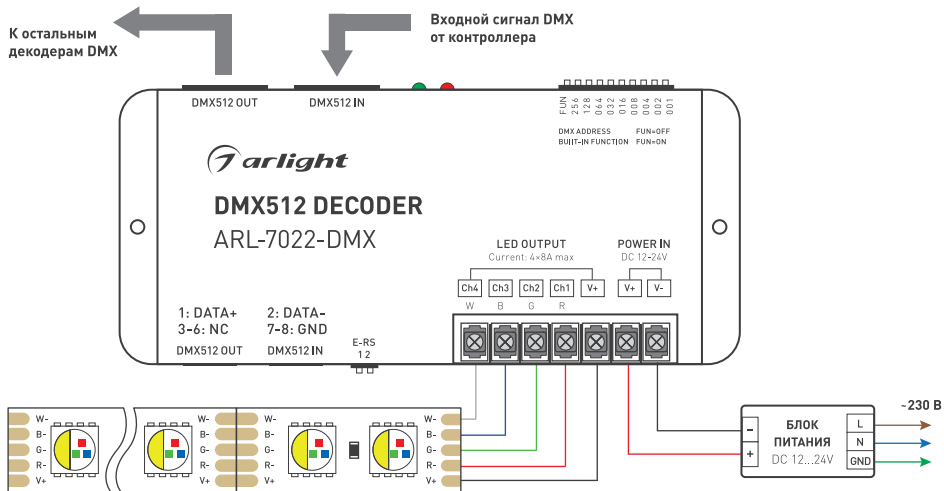 К остальным
декодерам DMX
Входной сигнал DMX
от контроллера
DMX512 OUT
DMX512 IN
FUN
256
128
064
032
016
008
004
002
001
DMX ADDRESS FUN=OFF
BUILT-IN FUNCTION FUN=ON
arlight
DMX512 DECODER
ARL-7022-DMX
LED OUTPUT
Current: 4×8A max
POWER IN
DC 12-24V
Ch4 Ch3 Ch2 Ch1 V+ V+ V-
W B G R
1: DATA+ 2: DATA-
3-6: NC 7-8: GND
DMX512 OUT DMX512 IN
E-RS
1 2
W- W- W-
B- B- B-
G- G- G-
R- R- R-
V+ V+ V+
~230 В
БЛОК
ПИТАНИЯ
DC 12...24V
-
+
L
N
GND